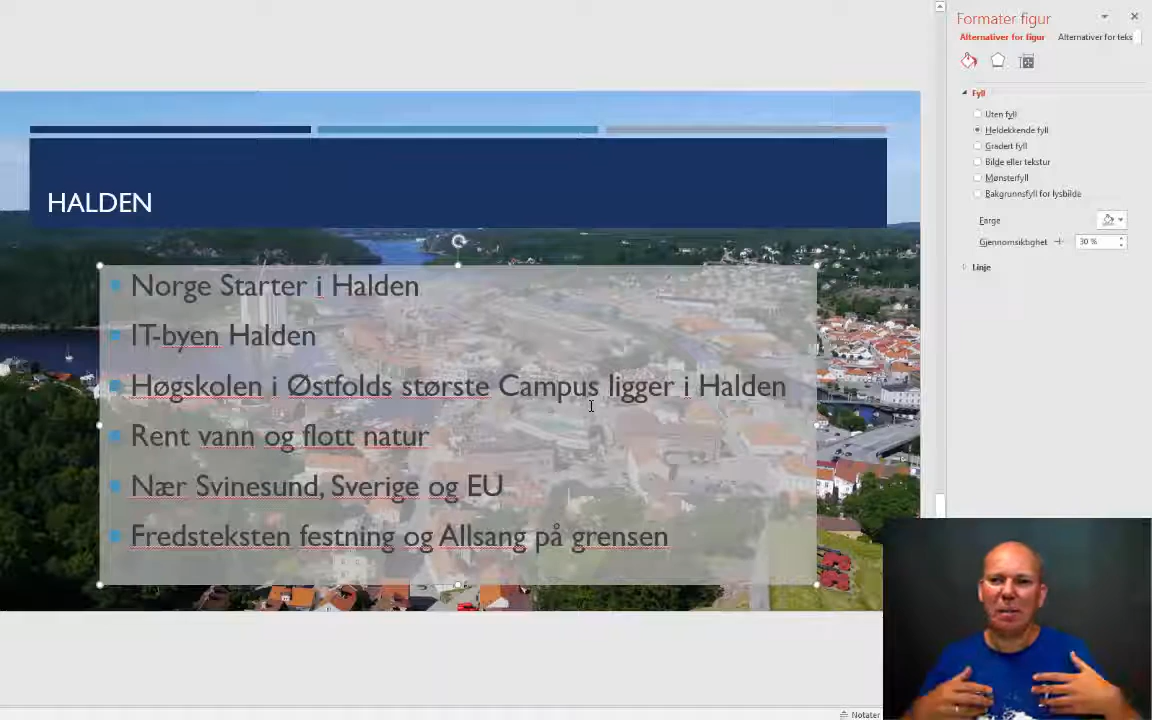 Formater figur
Alternativer for figur
Alternativer for teks
Fyll
Uten fyll
Heldekkende fyll
Gradert fyll
Bilde eller tekstur
Mønsterfyll
Bakgrunnsfyll for lysbilde
Farge
Gjennomsiktighet
30 %
Linje
HALDEN
Norge Starter i Halden
IT-byen Halden
Høgskolen i Østfolds største Campus ligger i Halden
Rent vann og flott natur
Nær Svinesund, Sverige og EU
Fredsteksten festning og Allsang på grensen
Notater